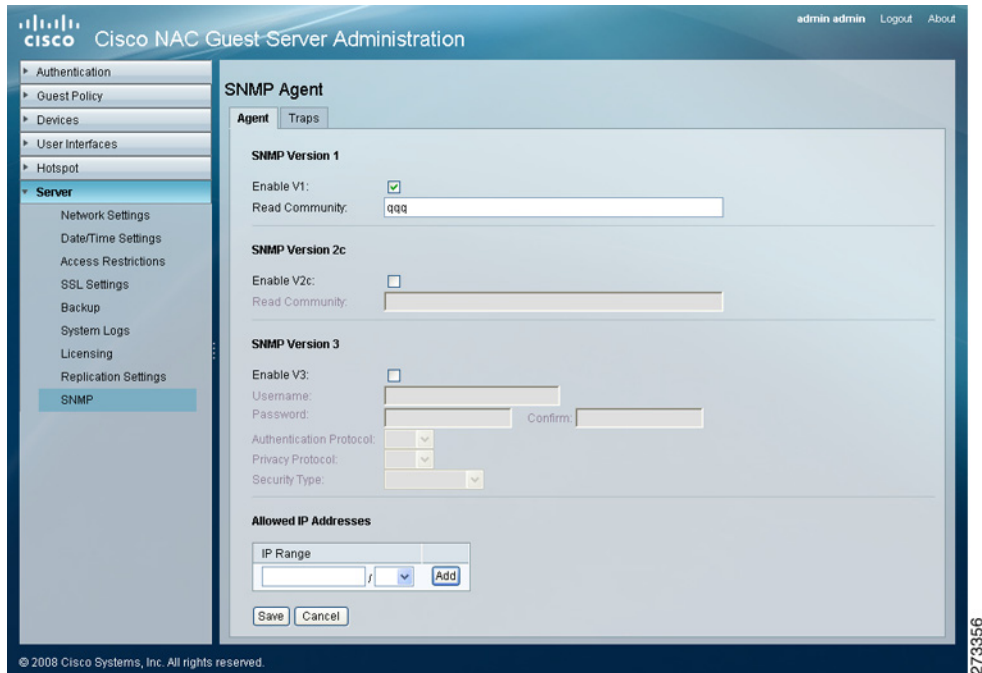 admin admin Logout About
CISCO Cisco NAC Guest Server Administration
Authentication
Guest Policy
Devices
User Interfaces
Hotspot
Server
Network Settings
Date/Time Settings
Access Restrictions
SSL Settings
Backup
System Logs
Licensing
Replication Settings
SNMP
SNMP Agent
Agent Traps
SNMP Version 1
Enable V1:
Read Community: qqq
SNMP Version 2c
Enable V2c:
Read Community:
SNMP Version 3
Enable V3:
Username:
Password: Confirm:
Authentication Protocol:
Privacy Protocol:
Security Type:
Allowed IP Addresses
IP Range
/ Add
Save Cancel
© 2008 Cisco Systems, Inc. All rights reserved.
273356